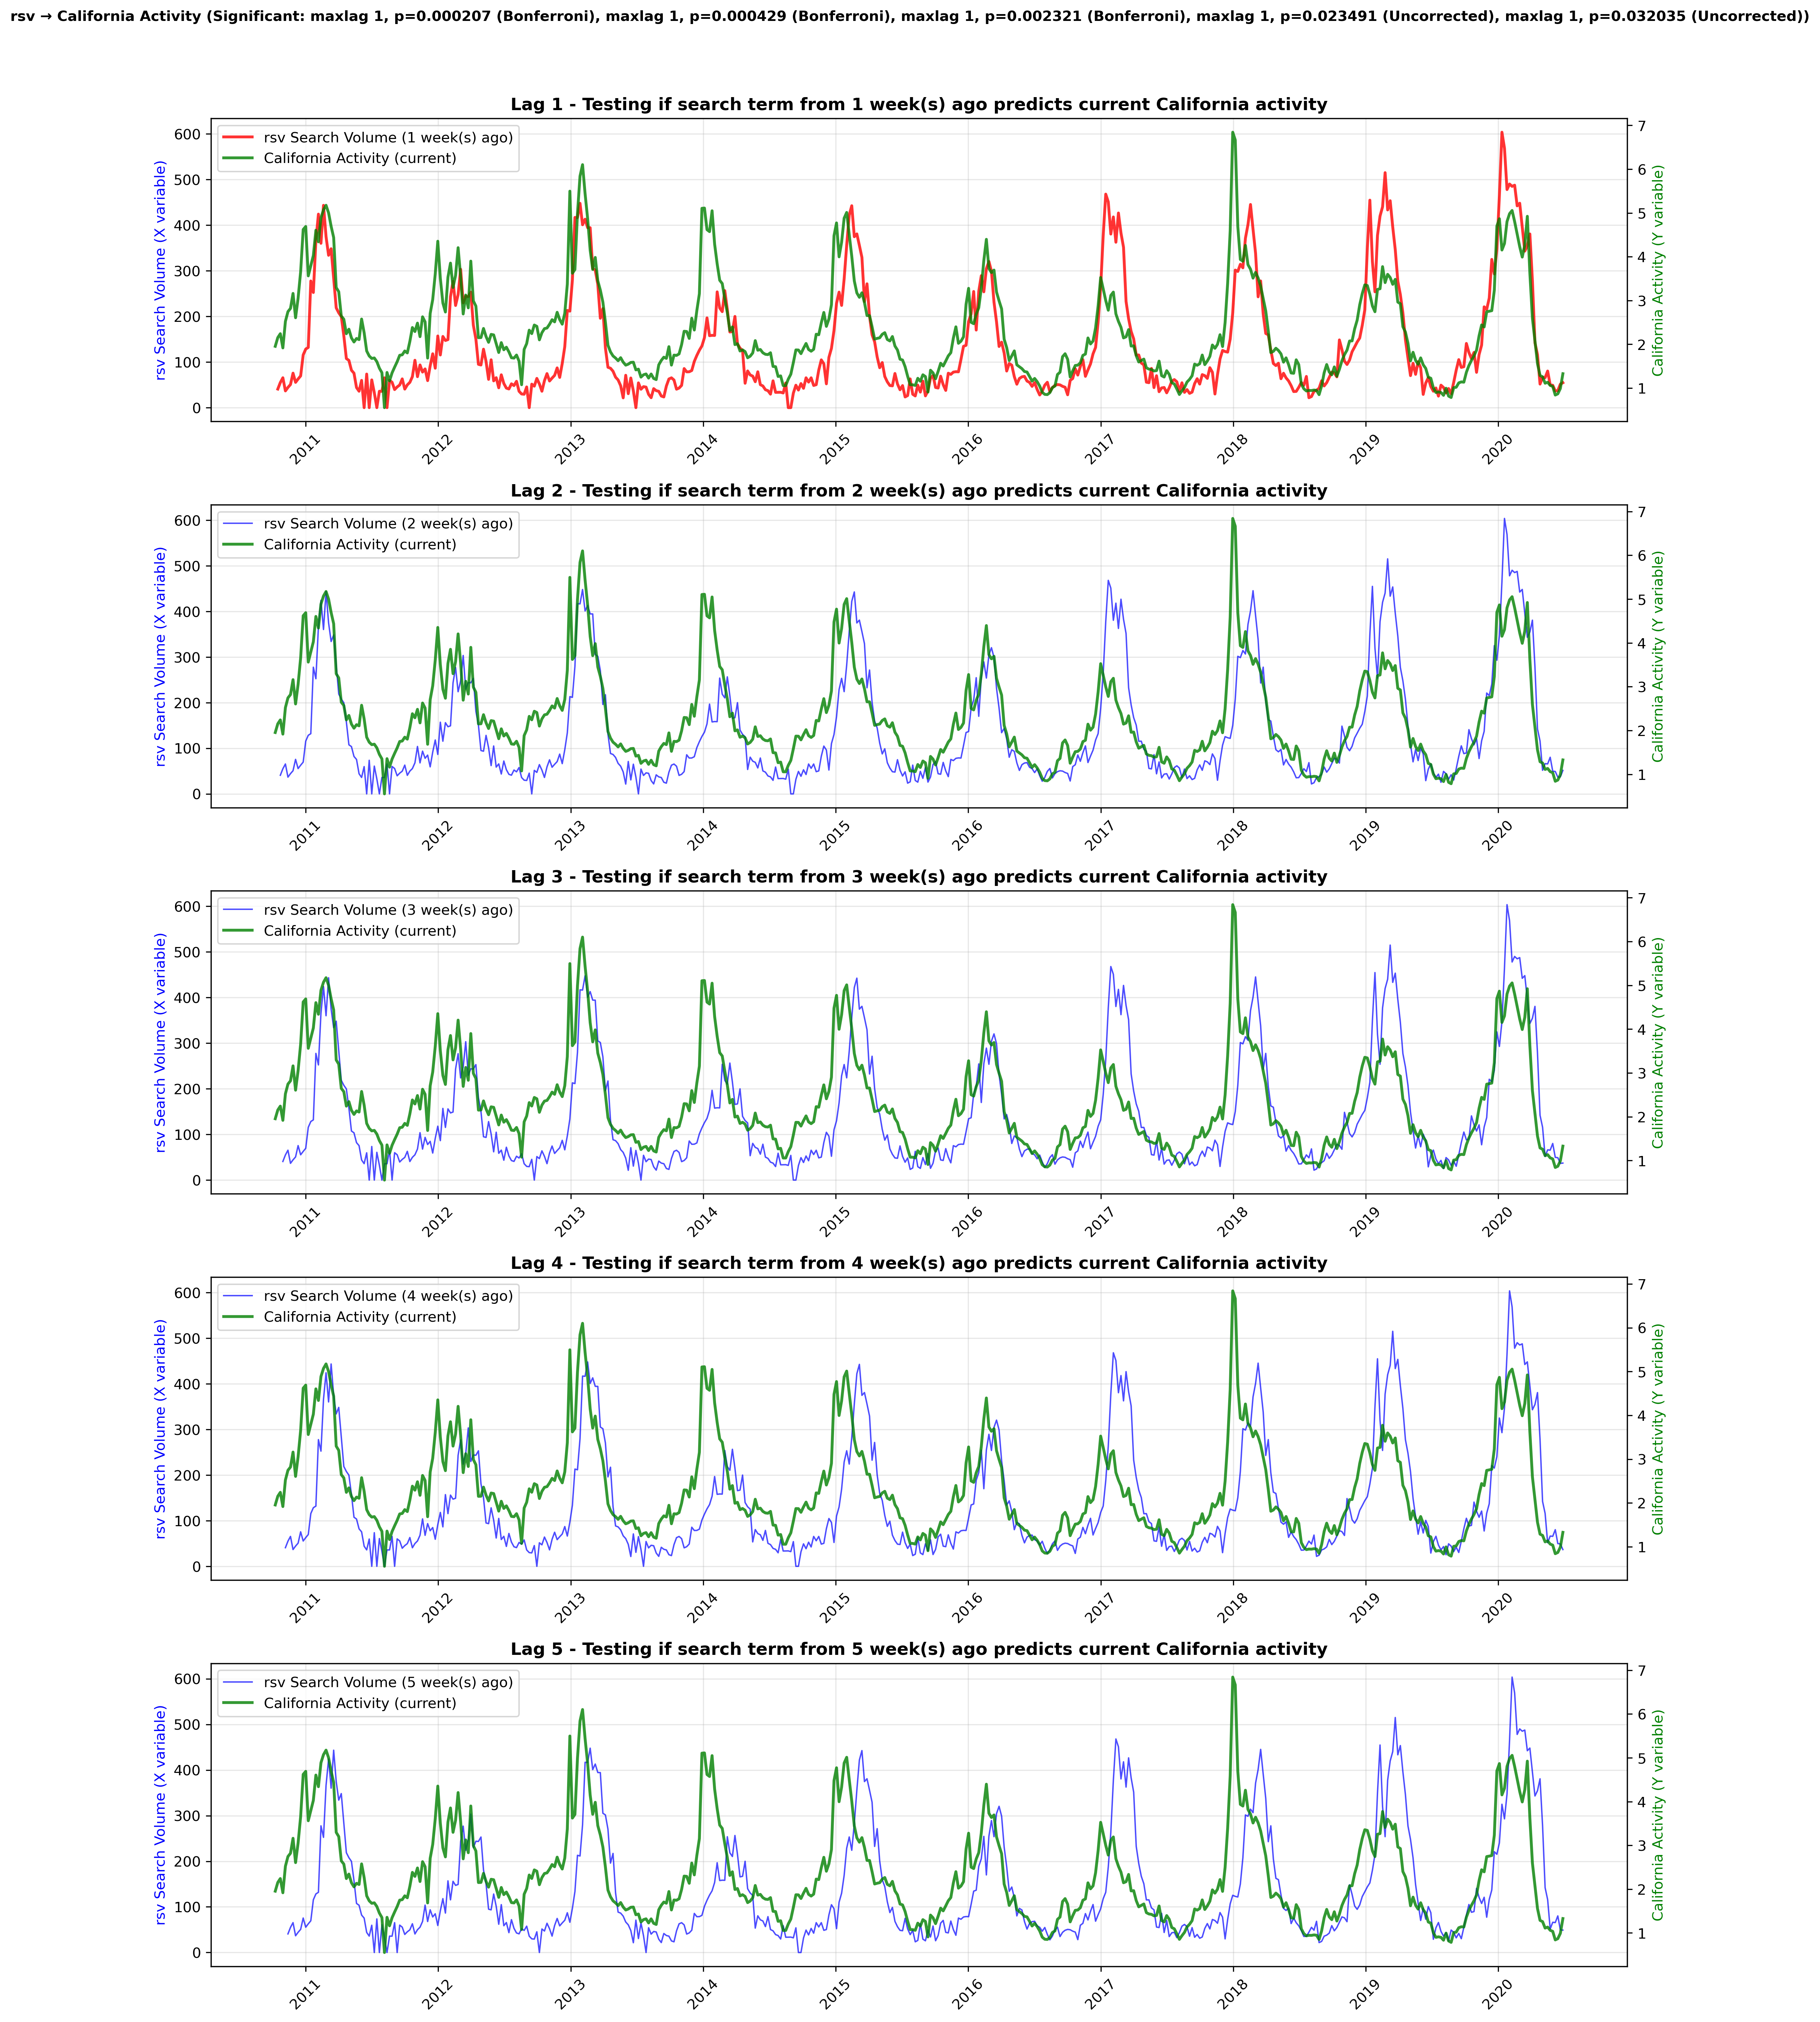 rsv → California Activity (Significant: maxlag 1, p=0.000207 (Bonferroni), maxlag 1, p=0.000429 (Bonferroni), maxlag 1, p=0.002321 (Bonferroni), maxlag 1, p=0.023491 (Uncorrected), maxlag 1, p=0.032035 (Uncorrected))
Lag 1 - Testing if search term from 1 week(s) ago predicts current California activity
rsv Search Volume (1 week(s) ago)
California Activity (current)
rsv Search Volume (X variable)
600
500
400
300
200
100
0
7
6
5
4
3
2
1
California Activity (Y variable)
2011 2012 2013 2014 2015 2016 2017 2018 2019 2020
Lag 2 - Testing if search term from 2 week(s) ago predicts current California activity
rsv Search Volume (2 week(s) ago)
California Activity (current)
rsv Search Volume (X variable)
600
500
400
300
200
100
0
7
6
5
4
3
2
1
California Activity (Y variable)
2011 2012 2013 2014 2015 2016 2017 2018 2019 2020
Lag 3 - Testing if search term from 3 week(s) ago predicts current California activity
rsv Search Volume (3 week(s) ago)
California Activity (current)
rsv Search Volume (X variable)
600
500
400
300
200
100
0
7
6
5
4
3
2
1
California Activity (Y variable)
2011 2012 2013 2014 2015 2016 2017 2018 2019 2020
Lag 4 - Testing if search term from 4 week(s) ago predicts current California activity
rsv Search Volume (4 week(s) ago)
California Activity (current)
rsv Search Volume (X variable)
600
500
400
300
200
100
0
7
6
5
4
3
2
1
California Activity (Y variable)
2011 2012 2013 2014 2015 2016 2017 2018 2019 2020
Lag 5 - Testing if search term from 5 week(s) ago predicts current California activity
rsv Search Volume (5 week(s) ago)
California Activity (current)
rsv Search Volume (X variable)
600
500
400
300
200
100
0
7
6
5
4
3
2
1
California Activity (Y variable)
2011 2012 2013 2014 2015 2016 2017 2018 2019 2020